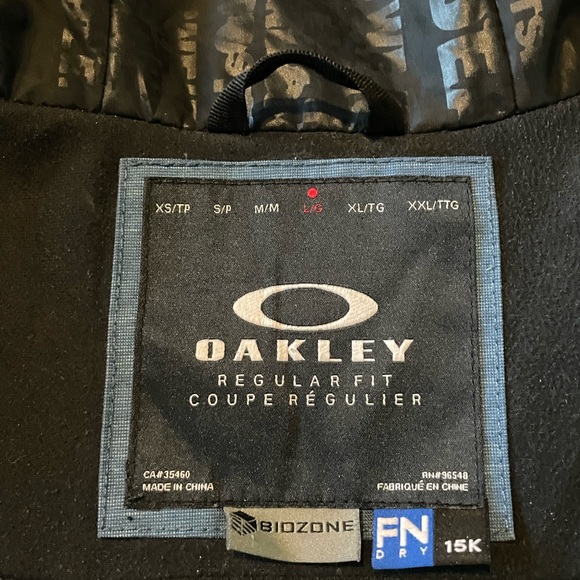 XS/TP S/P M/M L/G XL/TG XXL/TTG
OAKLEY
REGULAR FIT
COUPE RÉGULIER
CA#35460 RN#96548
MADE IN CHINA FABRIQUÉ EN CHINE
BIOZONE FN
DRY 15K